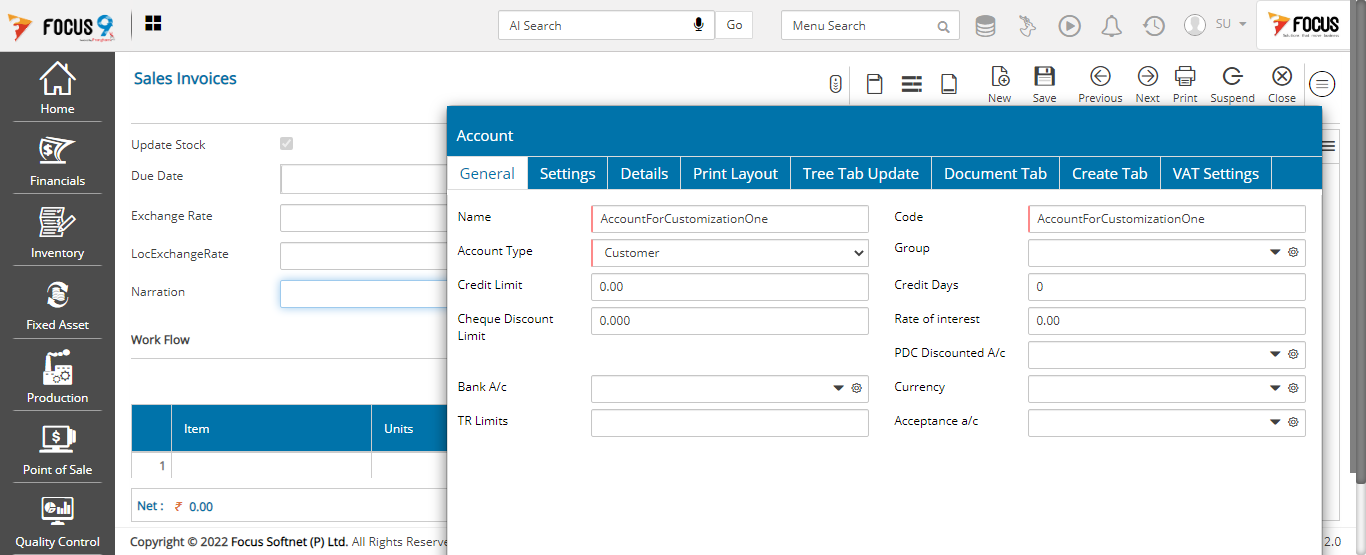 FOCUS 9
AI Search
Go
Menu Search
SU
FOCUS
Home
Financials
Inventory
Fixed Asset
Production
Point of Sale
Quality Control
Sales Invoices
New
Save
Previous
Next
Print
Suspend
Close
Update Stock
Due Date
Exchange Rate
LocExchangeRate
Narration
Work Flow
Item
Units
1
Net : ₹ 0.00
Account
General
Settings
Details
Print Layout
Tree Tab Update
Document Tab
Create Tab
VAT Settings
Name AccountForCustomizationOne
Code AccountForCustomizationOne
Account Type Customer
Group
Credit Limit 0.00
Credit Days 0
Cheque Discount
Limit
0.000
Rate of interest 0.00
PDC Discounted A/c
Bank A/c
Currency
TR Limits
Acceptance a/c
Copyright © 2022 Focus Softnet (P) Ltd. All Rights Reserve
2.0